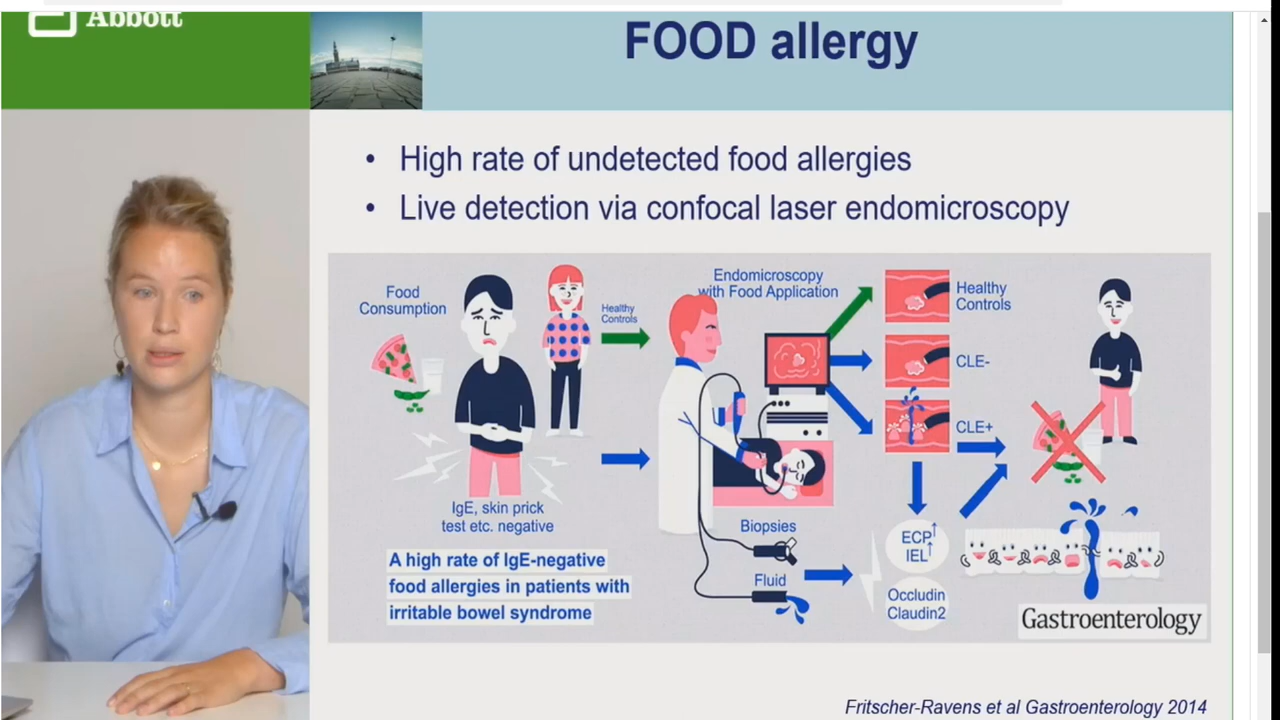 Abbott
FOOD allergy
• High rate of undetected food allergies
• Live detection via confocal laser endomicroscopy
Food
Consumption
Healthy
Controls
IgE, skin prick
test etc. negative
A high rate of IgE-negative
food allergies in patients with
irritable bowel syndrome
Endomicroscopy
with Food Application
Healthy
Controls
CLE-
CLE+
Biopsies
Fluid
ECP↑
IEL↑
Occludin
Claudin2
Gastroenterology
Fritscher-Ravens et al Gastroenterology 2014